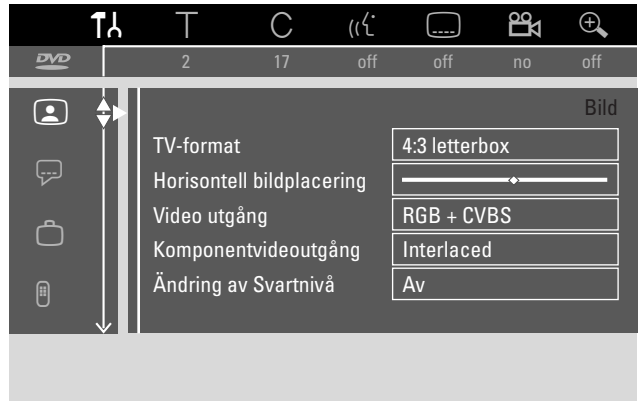 T C
DVD 2 17 off off no off
Bild
TV-format 4:3 letterbox
Horisontell bildplacering
Video utgång RGB + CVBS
Komponentvideoutgång Interlaced
Ändring av Svartnivå Av